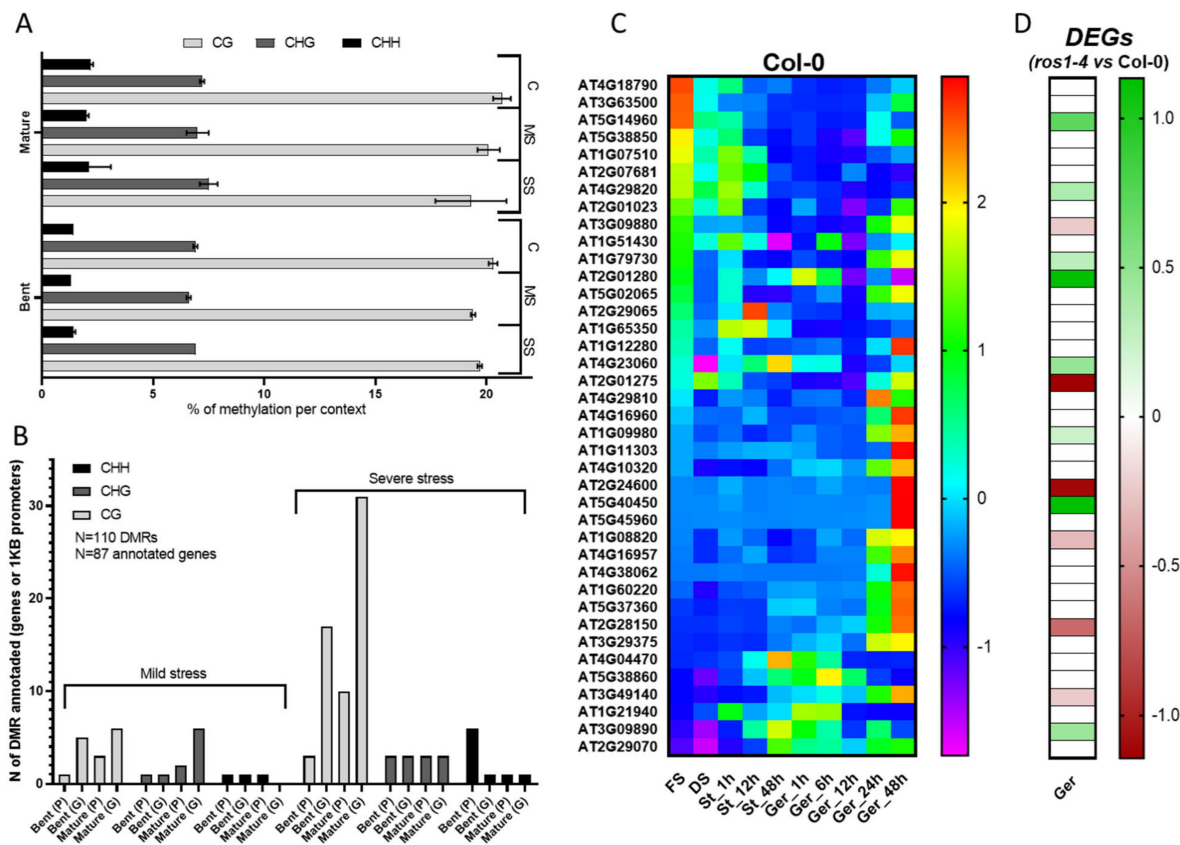 A
CG CHG CHH
Mature
Bent
C
MS
SS
C
MS
SS
0 5 10 15 20
% of methylation per context
B
CHH
CHG
CG
N=110 DMRs
N=87 annotated genes
Mild stress
Severe stress
N of DMR annotaded (genes or 1KB promoters)
30
20
10
0
Bent (P)
Bent (G)
Mature (P)
Mature (G)
Bent (P)
Bent (G)
Mature (P)
Mature (G)
Bent (P)
Bent (G)
Mature (P)
Mature (G)
Bent (P)
Bent (G)
Mature (P)
Mature (G)
Bent (P)
Bent (G)
Mature (P)
Mature (G)
Bent (P)
Bent (G)
Mature (P)
Mature (G)
C
Col-0
AT4G18790
AT3G63500
AT5G14960
AT5G38850
AT1G07510
AT2G07681
AT4G29820
AT2G01023
AT3G09880
AT1G51430
AT1G79730
AT2G01280
AT5G02065
AT2G29065
AT1G65350
AT1G12280
AT4G23060
AT2G01275
AT4G29810
AT4G16960
AT1G09980
AT1G11303
AT4G10320
AT2G24600
AT5G40450
AT5G45960
AT1G08820
AT4G16957
AT4G38062
AT1G60220
AT5G37360
AT2G28150
AT3G29375
AT4G04470
AT5G38860
AT3G49140
AT1G21940
AT3G09890
AT2G29070
FS
DS
St_1h
St_12h
St_48h
Ger_1h
Ger_6h
Ger_12h
Ger_24h
Ger_48h
2
1
0
-1
D
DEGs
(ros1-4 vs Col-0)
1.0
0.5
0
-0.5
-1.0
Ger